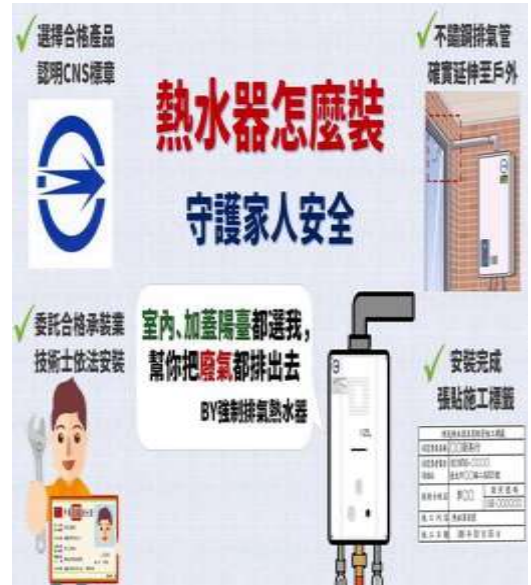 選擇合格產品
認明CNS標章
不鏽鋼排氣管
確實延伸至戶外
熱水器怎麼裝
守護家人安全
委託合格承裝業
技術士依法安裝
室內、加蓋陽臺都選我，
幫你把廢氣都排出去
BY強制排氣熱水器
安裝完成
張貼施工標籤